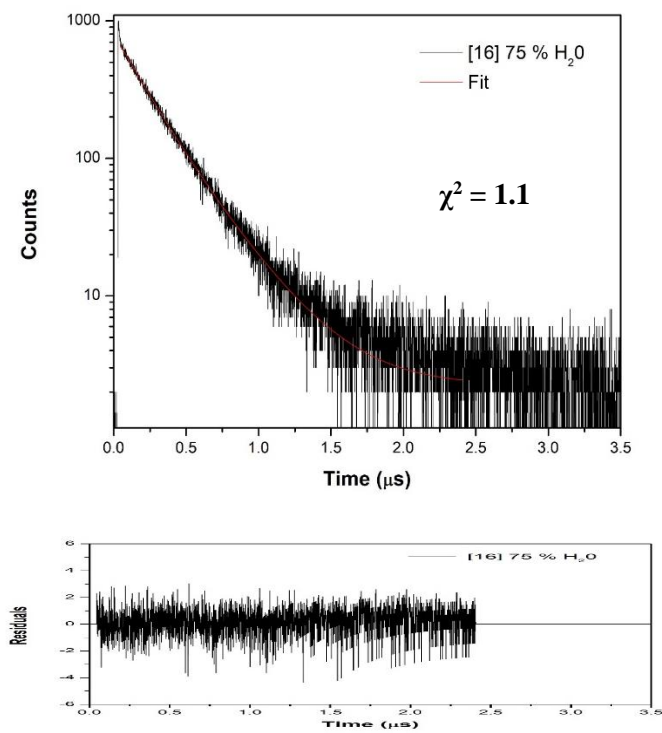 1000
[16] 75 % H₂0
Fit
100
χ² = 1.1
Counts
10
0.0 0.5 1.0 1.5 2.0 2.5 3.0 3.5
Time (μs)
6
[16] 75 % H₂0
4
2
Residuals
0
-2
-4
-6
0.0 0.5 1.0 1.5 2.0 2.5 3.0 3.5
Time (μs)